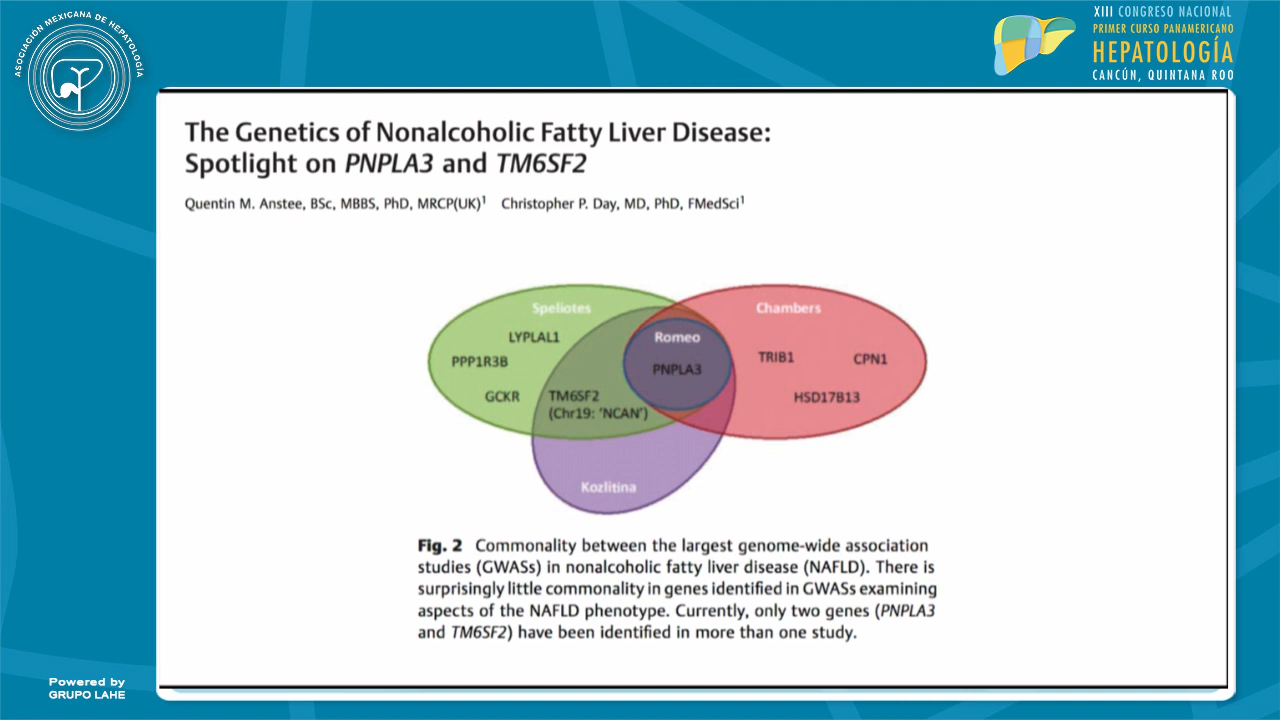 ASOCIACIÓN MEXICANA DE HEPATOLOGÍA
XIII CONGRESO NACIONAL
PRIMER CURSO PANAMERICANO
HEPATOLOGÍA
CANCÚN, QUINTANA ROO
The Genetics of Nonalcoholic Fatty Liver Disease:
Spotlight on PNPLA3 and TM6SF2
Quentin M. Anstee, BSc, MBBS, PhD, MRCP(UK)¹ Christopher P. Day, MD, PhD, FMedSci¹
Speliotes
Chambers
LYPLAL1
Romeo
PPP1R3B
PNPLA3
TRIB1
CPN1
GCKR
TM6SF2
(Chr19: ‘NCAN’)
HSD17B13
Kozlitina
Fig. 2 Commonality between the largest genome-wide association
studies (GWASs) in nonalcoholic fatty liver disease (NAFLD). There is
surprisingly little commonality in genes identified in GWASs examining
aspects of the NAFLD phenotype. Currently, only two genes (PNPLA3
and TM6SF2) have been identified in more than one study.
Powered by
GRUPO LAHE